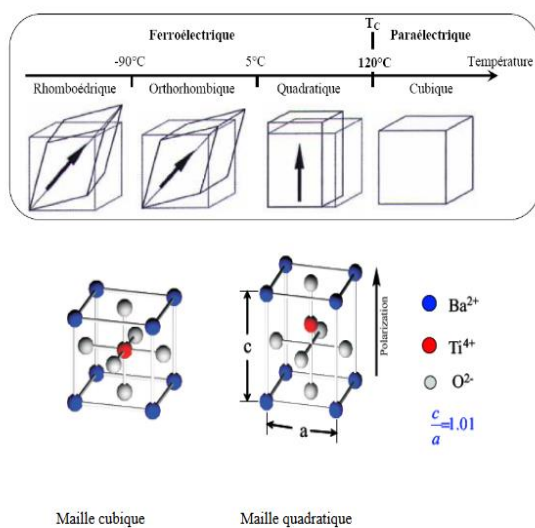 T_C
Ferroélectrique Paraélectrique
-90°C 5°C 120°C Température
Rhomboédrique Orthorhombique Quadratique Cubique
Polarization
c
a
Ba²⁺
Ti⁴⁺
O²⁻
c/a=1.01
Maille cubique Maille quadratique